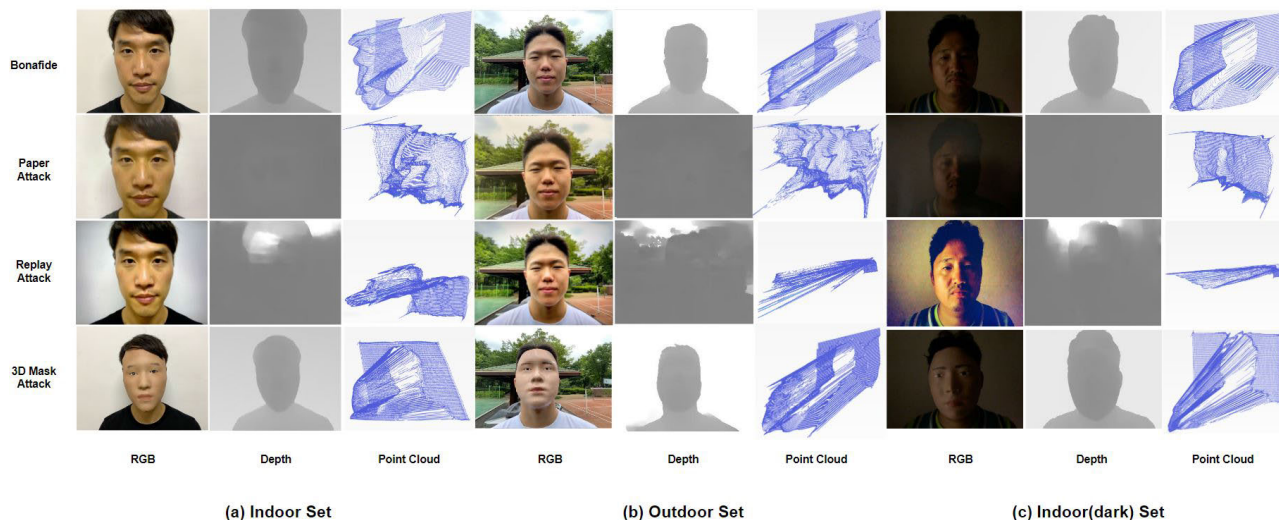 Bonafide
Paper
Attack
Replay
Attack
3D Mask
Attack
RGB Depth Point Cloud RGB Depth Point Cloud RGB Depth Point Cloud
(a) Indoor Set (b) Outdoor Set (c) Indoor(dark) Set